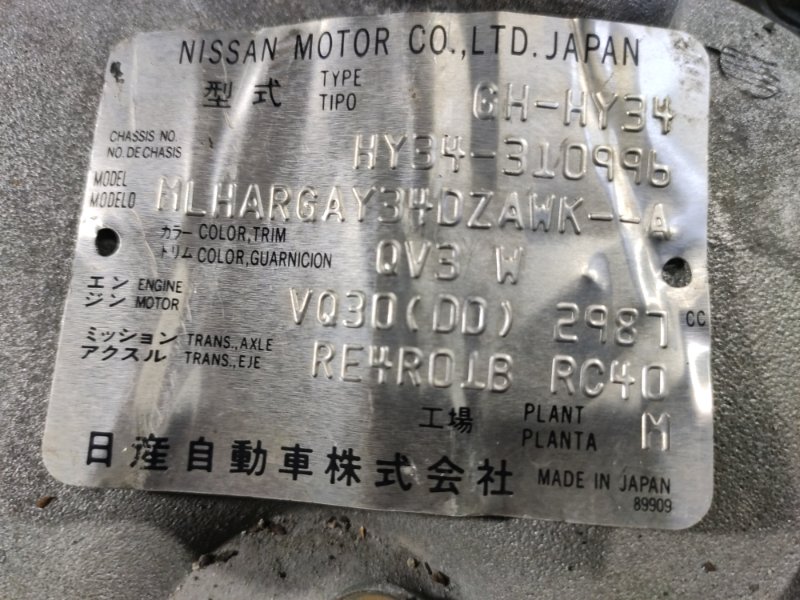 NISSAN MOTOR CO.,LTD. JAPAN
型式 TYPE TIPO GH-HY34
CHASSIS NO. NO. DE CHASIS HY34-310996
MODEL MODELO MLHARGAY34DZAWK--A
カラー COLOR,TRIM
トリム COLOR,GUARNICION QV3 W
エンジン ENGINE MOTOR VQ30(DD) 2987 CC
ミッション TRANS.,AXLE
アクスル TRANS.,EJE RE4R01B RC40
工場 PLANT PLANTA M
日産自動車株式会社 MADE IN JAPAN
89909